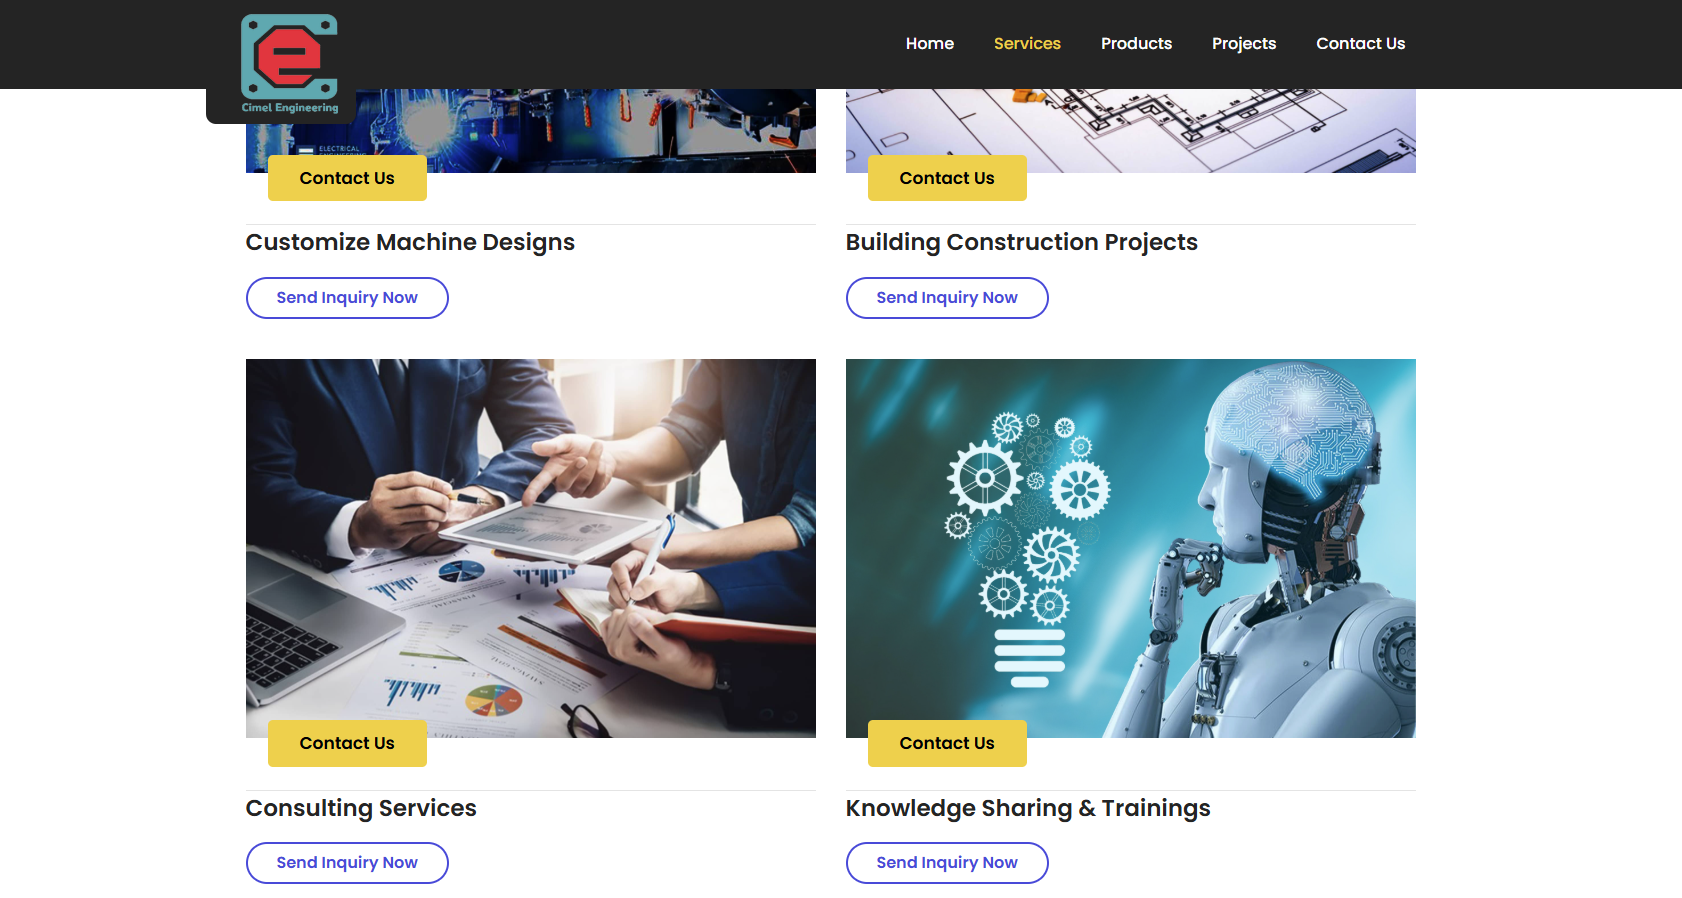 Cimel Engineering
Home
Services
Products
Projects
Contact Us
ELECTRICAL
Contact Us
Contact Us
Customize Machine Designs
Building Construction Projects
Send Inquiry Now
Send Inquiry Now
Contact Us
Contact Us
Consulting Services
Knowledge Sharing & Trainings
Send Inquiry Now
Send Inquiry Now